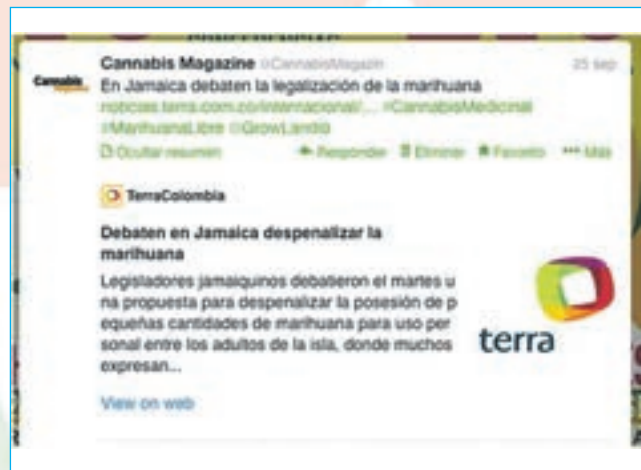 Cannabis Magazine @CannabisMagazin 25 sep
Cannabis
En Jamaica debaten la legalización de la marihuana
noticias.terra.com.co/internacional/... #CannabisMedicinal
#MarihuanaLibre @GrowLandia
Ocultar resumen Responder Eliminar Favorito Más
TerraColombia
Debaten en Jamaica despenalizar la
marihuana
Legisladores jamaiquinos debatieron el martes u
na propuesta para despenalizar la posesión de p
equeñas cantidades de marihuana para uso per
sonal entre los adultos de la isla, donde muchos
expresan...
terra
View on web